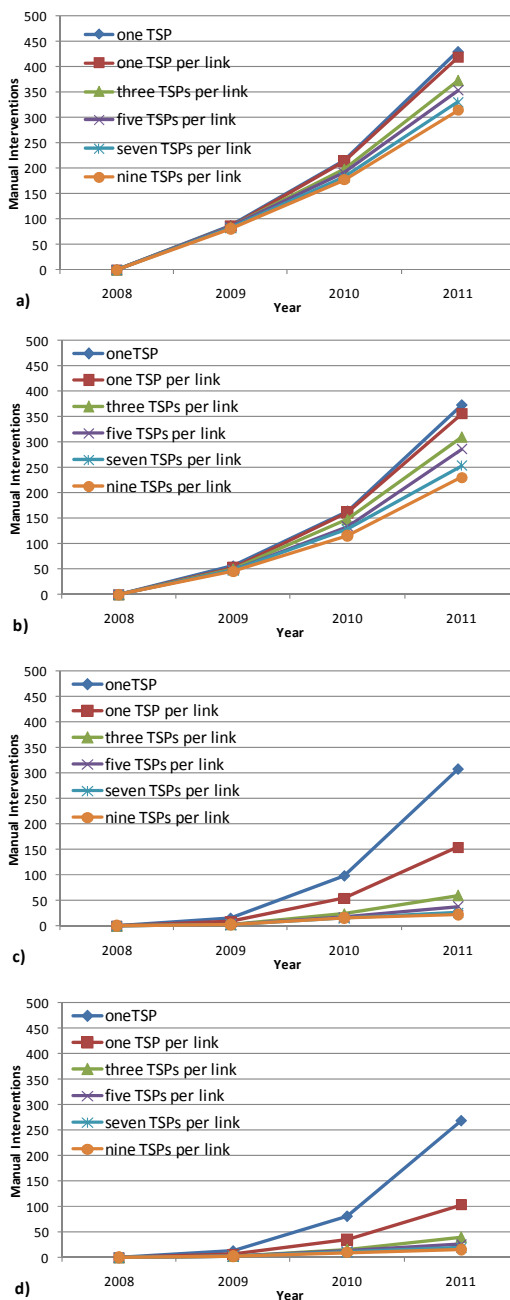 500
450
400
350
300
250
200
150
100
50
0
Manual Interventions
one TSP
one TSP per link
three TSPs per link
five TSPs per link
seven TSPs per link
nine TSPs per link
2008 2009 2010 2011
Year
a)
500
450
400
350
300
250
200
150
100
50
0
Manual Interventions
oneTSP
one TSP per link
three TSPs per link
five TSPs per link
seven TSPs per link
nine TSPs per link
2008 2009 2010 2011
Year
b)
500
450
400
350
300
250
200
150
100
50
0
Manual Interventions
oneTSP
one TSP per link
three TSPs per link
five TSPs per link
seven TSPs per link
nine TSPs per link
2008 2009 2010 2011
Year
c)
500
450
400
350
300
250
200
150
100
50
0
Manual Interventions
oneTSP
one TSP per link
three TSPs per link
five TSPs per link
seven TSPs per link
nine TSPs per link
2008 2009 2010 2011
Year
d)